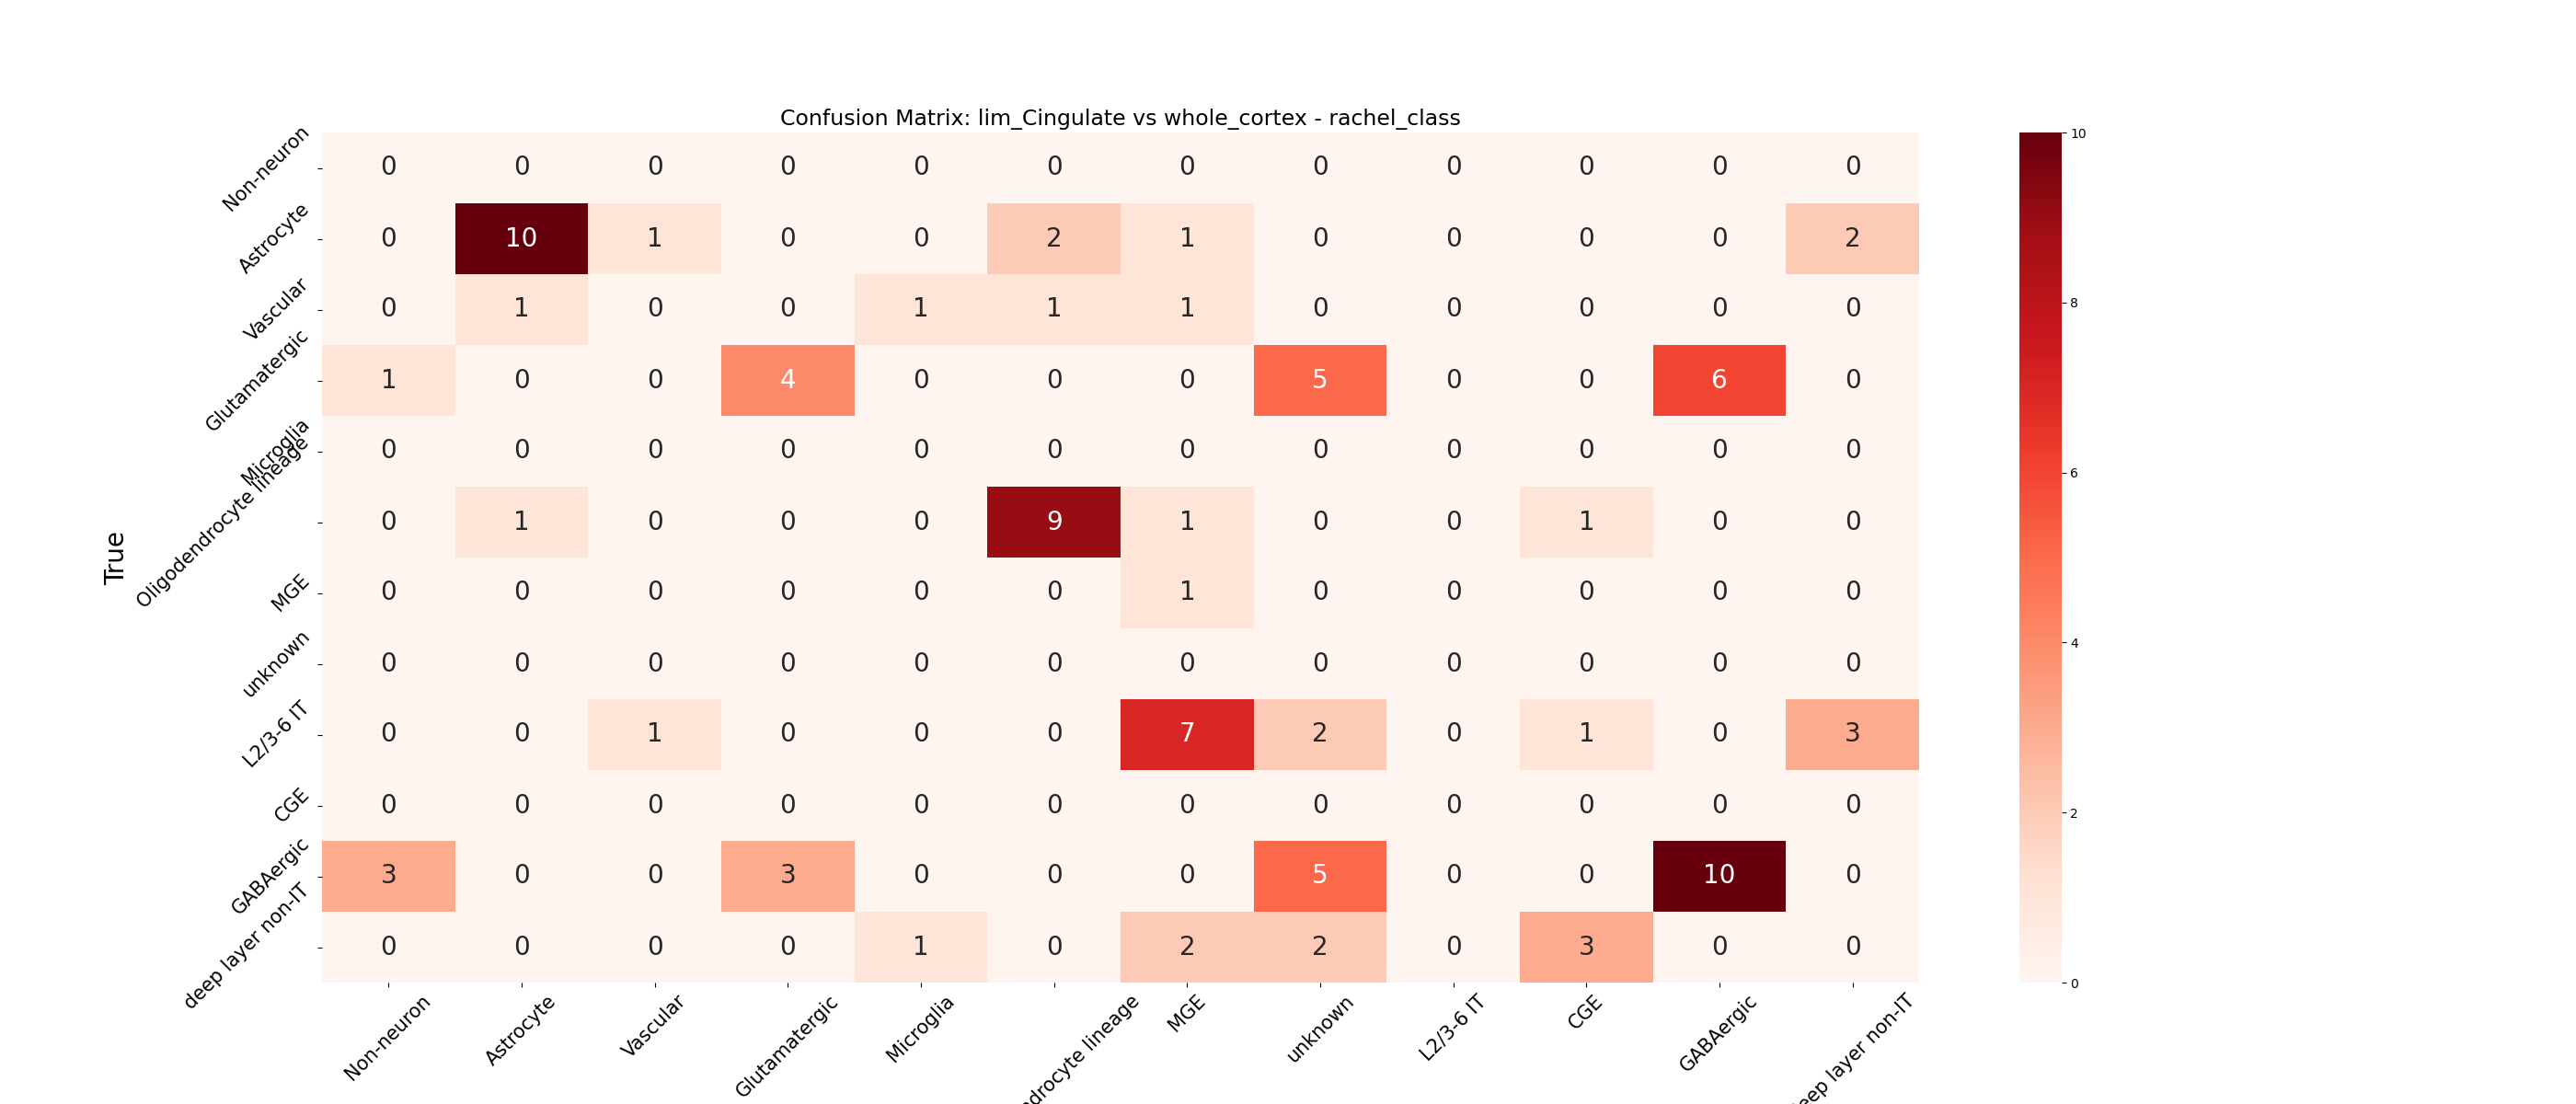 Confusion Matrix: lim_Cingulate vs whole_cortex - rachel_class
True
Non-neuron 0 0 0 0 0 0 0 0 0 0 0 0
Astrocyte 0 10 1 0 0 2 1 0 0 0 0 2
Vascular 0 1 0 0 1 1 1 0 0 0 0 0
Glutamatergic 1 0 0 4 0 0 0 5 0 0 6 0
Microglia 0 0 0 0 0 0 0 0 0 0 0 0
Oligodendrocyte lineage 0 1 0 0 0 9 1 0 0 1 0 0
MGE 0 0 0 0 0 0 1 0 0 0 0 0
unknown 0 0 0 0 0 0 0 0 0 0 0 0
L2/3-6 IT 0 0 1 0 0 0 7 2 0 1 0 3
CGE 0 0 0 0 0 0 0 0 0 0 0 0
GABAergic 3 0 0 3 0 0 0 5 0 0 10 0
deep layer non-IT 0 0 0 0 1 0 2 2 0 3 0 0
Non-neuron
Astrocyte
Vascular
Glutamatergic
Microglia
lineage
MGE
unknown
L2/3-6 IT
CGE
GABAergic
layer non-IT
10
8
6
4
2
0